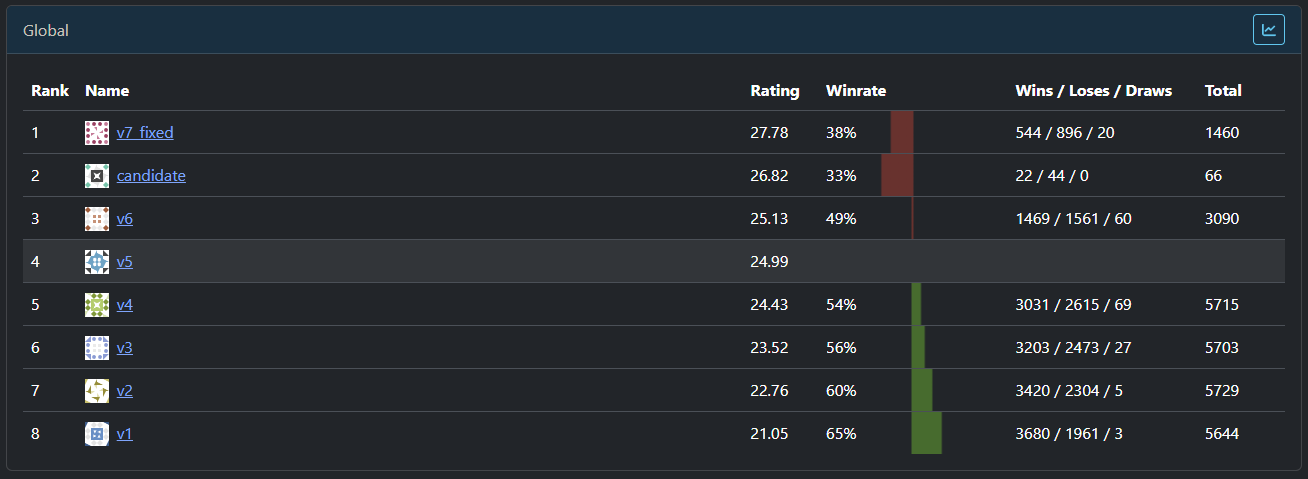 Global
Rank Name Rating Winrate Wins / Loses / Draws Total
1 v7_fixed 27.78 38% 544 / 896 / 20 1460
2 candidate 26.82 33% 22 / 44 / 0 66
3 v6 25.13 49% 1469 / 1561 / 60 3090
4 v5 24.99
5 v4 24.43 54% 3031 / 2615 / 69 5715
6 v3 23.52 56% 3203 / 2473 / 27 5703
7 v2 22.76 60% 3420 / 2304 / 5 5729
8 v1 21.05 65% 3680 / 1961 / 3 5644